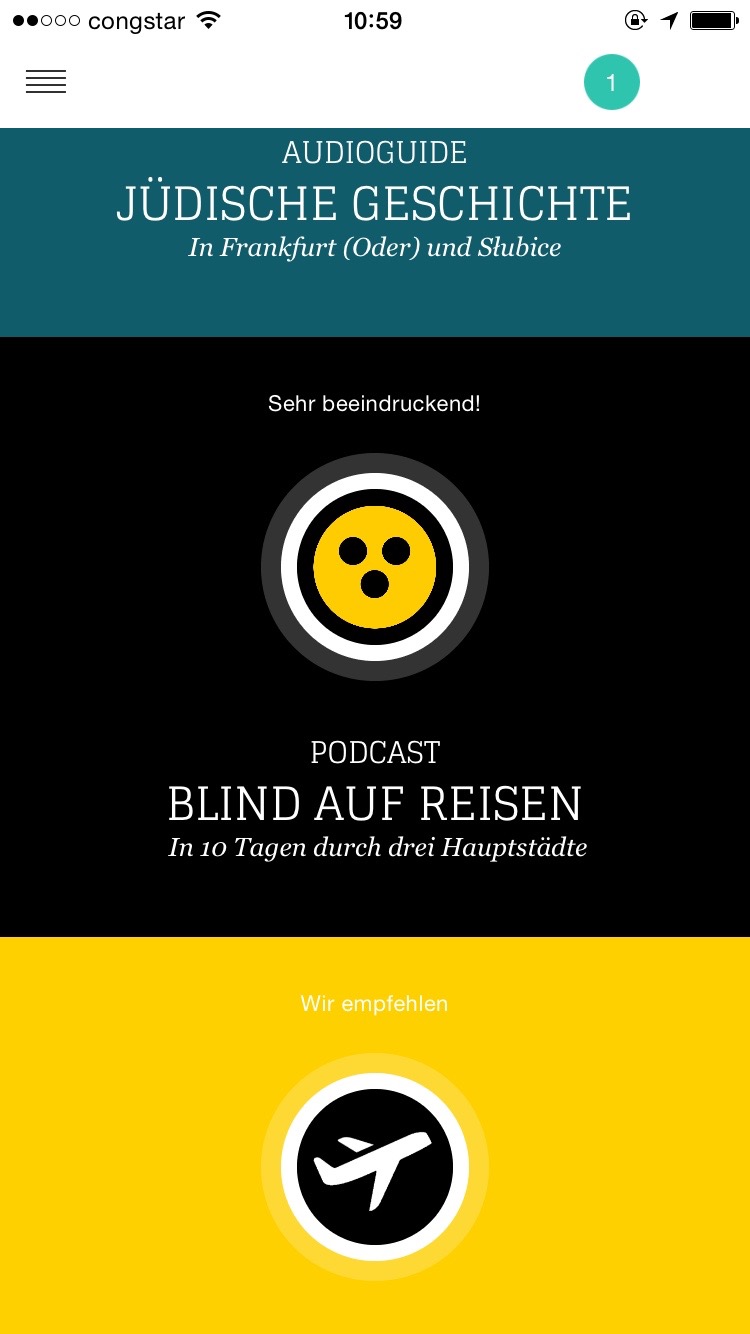 congstar 10:59
1
AUDIOGUIDE
JÜDISCHE GESCHICHTE
In Frankfurt (Oder) und Słubice
Sehr beeindruckend!
PODCAST
BLIND AUF REISEN
In 10 Tagen durch drei Hauptstädte
Wir empfehlen